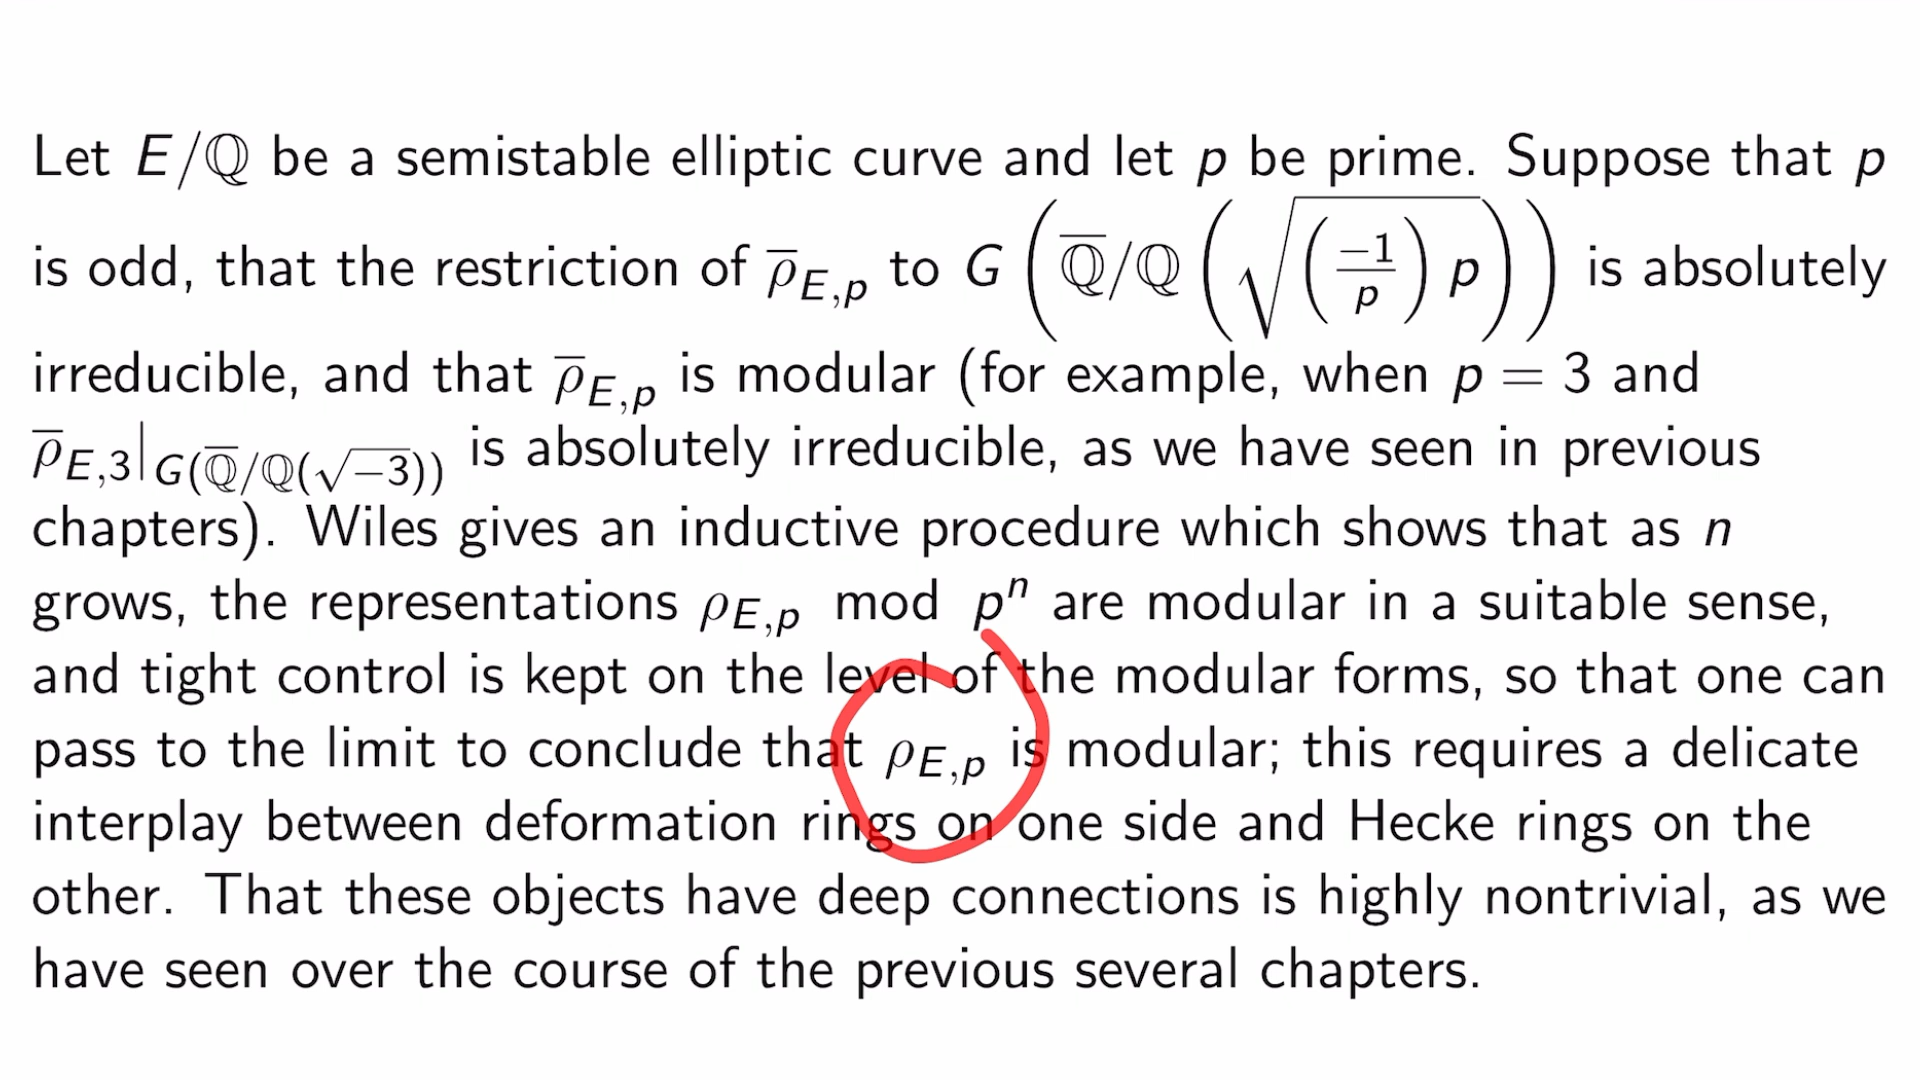 Let E/ℚ be a semistable elliptic curve and let p be prime. Suppose that p
is odd, that the restriction of ρ̅_{E,p} to G(ℚ̅/ℚ(√((−1/p)p))) is absolutely
irreducible, and that ρ̅_{E,p} is modular (for example, when p = 3 and
ρ̅_{E,3}|_{G(ℚ̅/ℚ(√−3))} is absolutely irreducible, as we have seen in previous
chapters). Wiles gives an inductive procedure which shows that as n
grows, the representations ρ_{E,p} mod pⁿ are modular in a suitable sense,
and tight control is kept on the level of the modular forms, so that one can
pass to the limit to conclude that ρ_{E,p} is modular; this requires a delicate
interplay between deformation rings on one side and Hecke rings on the
other. That these objects have deep connections is highly nontrivial, as we
have seen over the course of the previous several chapters.